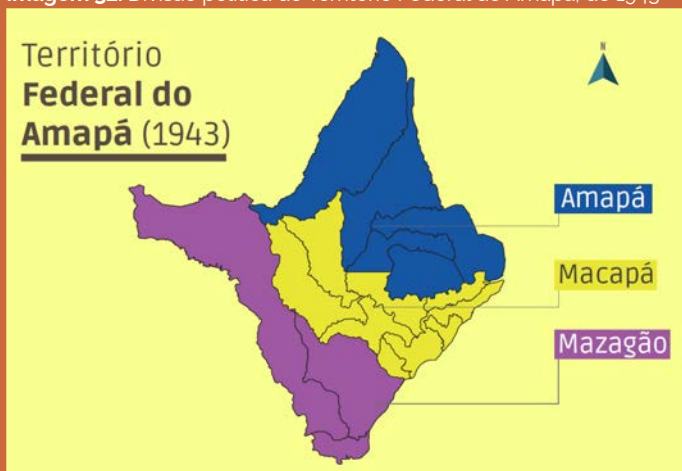 Território
Federal do
Amapá (1943)
N
Amapá
Macapá
Mazagão